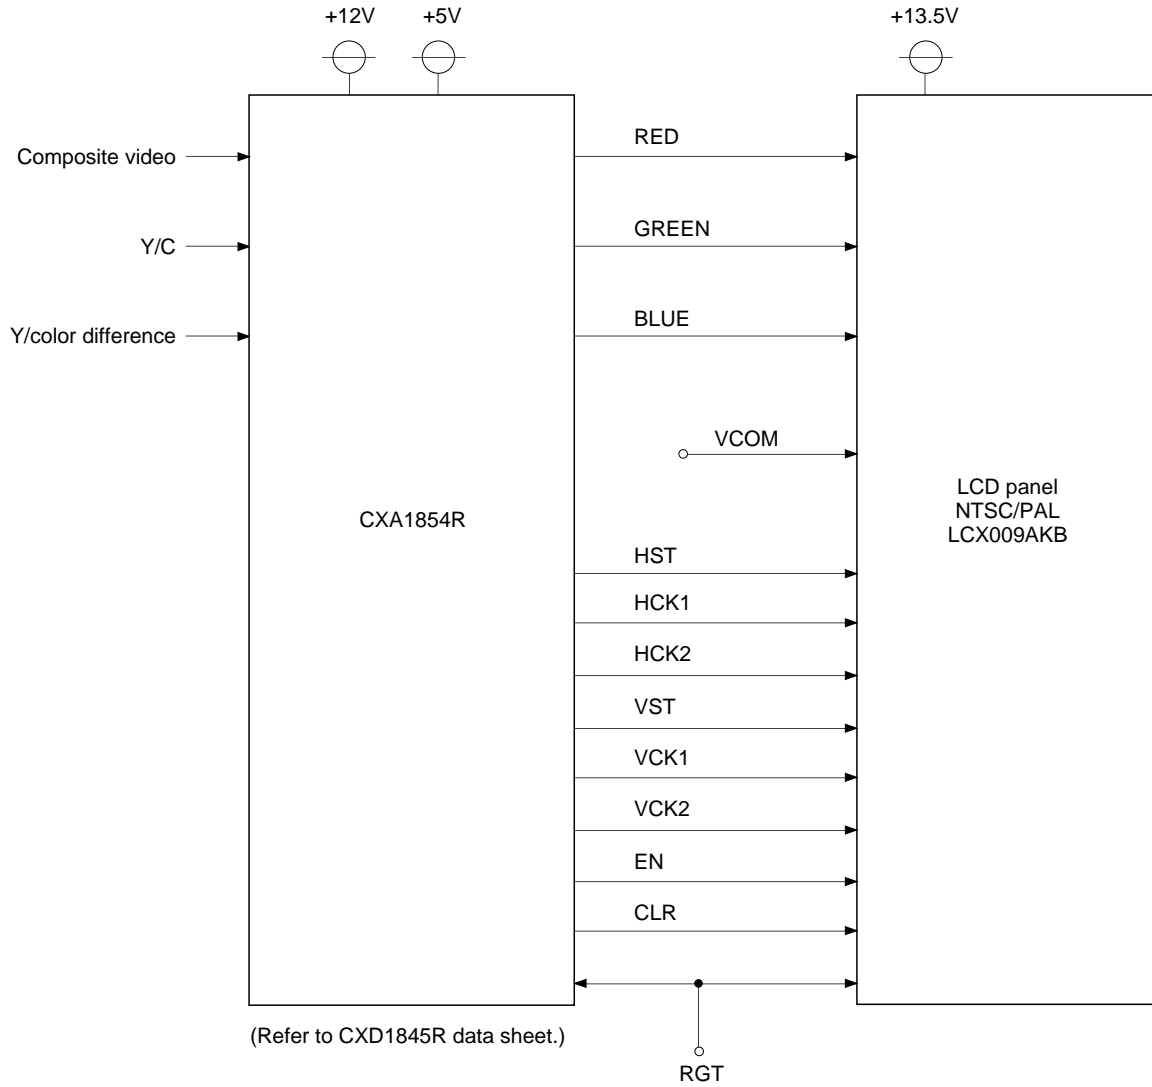 +12V
+5V
+13.5V
Composite video
Y/C
Y/color difference
CXA1854R
RED
GREEN
BLUE
VCOM
HST
HCK1
HCK2
VST
VCK1
VCK2
EN
CLR
LCD panel
NTSC/PAL
LCX009AKB
(Refer to CXD1845R data sheet.)
RGT